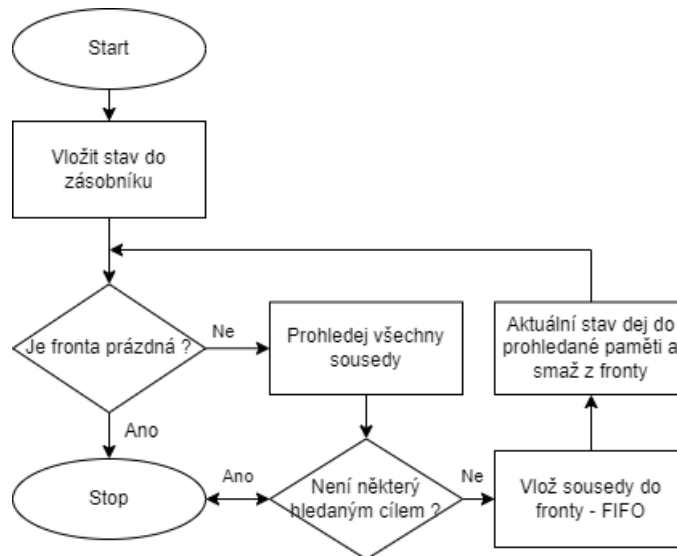 Start
Vložit stav do
zásobníku
Je fronta prázdná ?
Ne
Prohledej všechny
sousedy
Aktuální stav dej do
prohledané paměti a
smaž z fronty
Ano
Stop
Ano
Není některý
hledaným cílem ?
Ne
Vlož sousedy do
fronty - FIFO